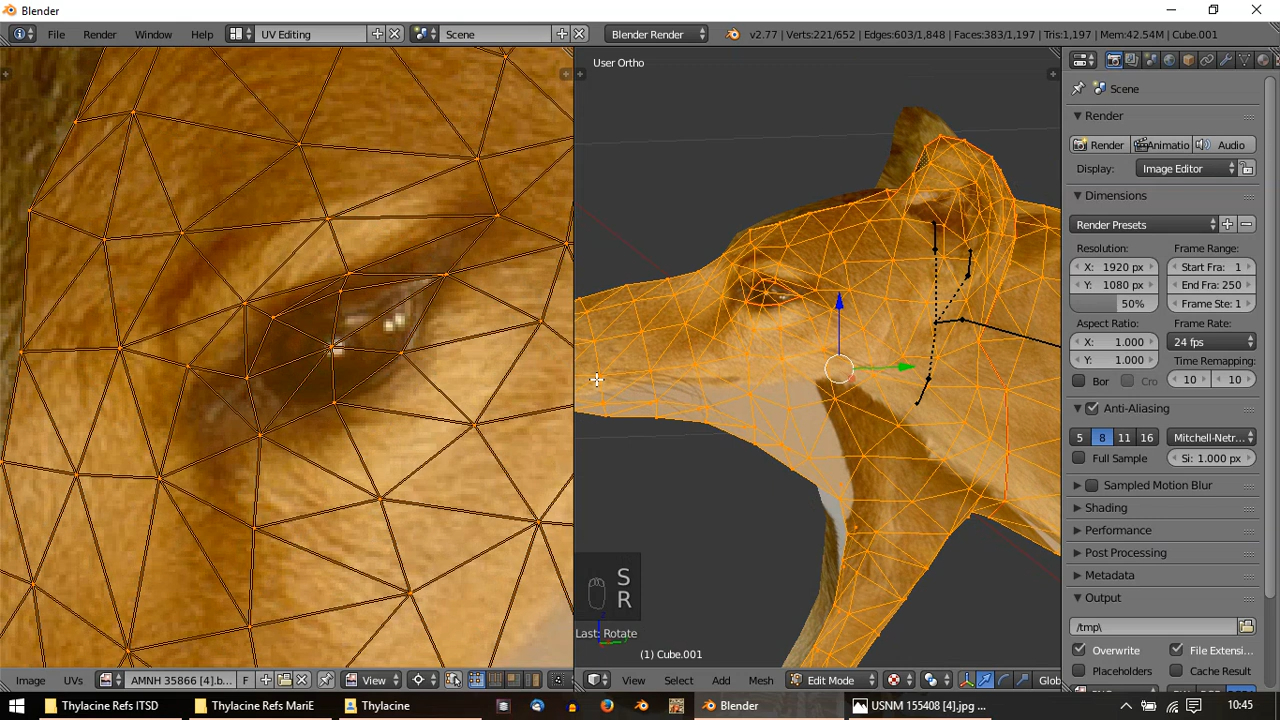 Blender
File Render Window Help UV Editing Scene Blender Render v2.77 | Verts:221/652 | Edges:603/1,848 | Faces:383/1,197 | Tris:1,197 | Mem:42.54M | Cube.001
User Ortho
Scene
Render
Render Animatio Audio
Display: Image Editor
Dimensions
Render Presets
Resolution: Frame Range:
X: 1920 px Start Fra: 1
Y: 1080 px End Fra: 250
50% Frame Ste: 1
Aspect Ratio: Frame Rate:
X: 1.000 24 fps
Y: 1.000 Time Remapping:
Bor Cro 10 10
Anti-Aliasing
5 8 11 16 Mitchell-Netr...
Full Sample Si: 1.000 px
Sampled Motion Blur
Shading
Performance
Post Processing
Metadata
Output
/tmp\
Overwrite File Extensi...
Placeholders Cache Result
S
R
Last: Rotate
(1) Cube.001
Image UVs AMNH 35866 [4].b... F View View Select Add Mesh Edit Mode Glob
Thylacine Refs ITSD Thylacine Refs MariE Thylacine Blender USNM 155408 [4].jpg ... 10:45